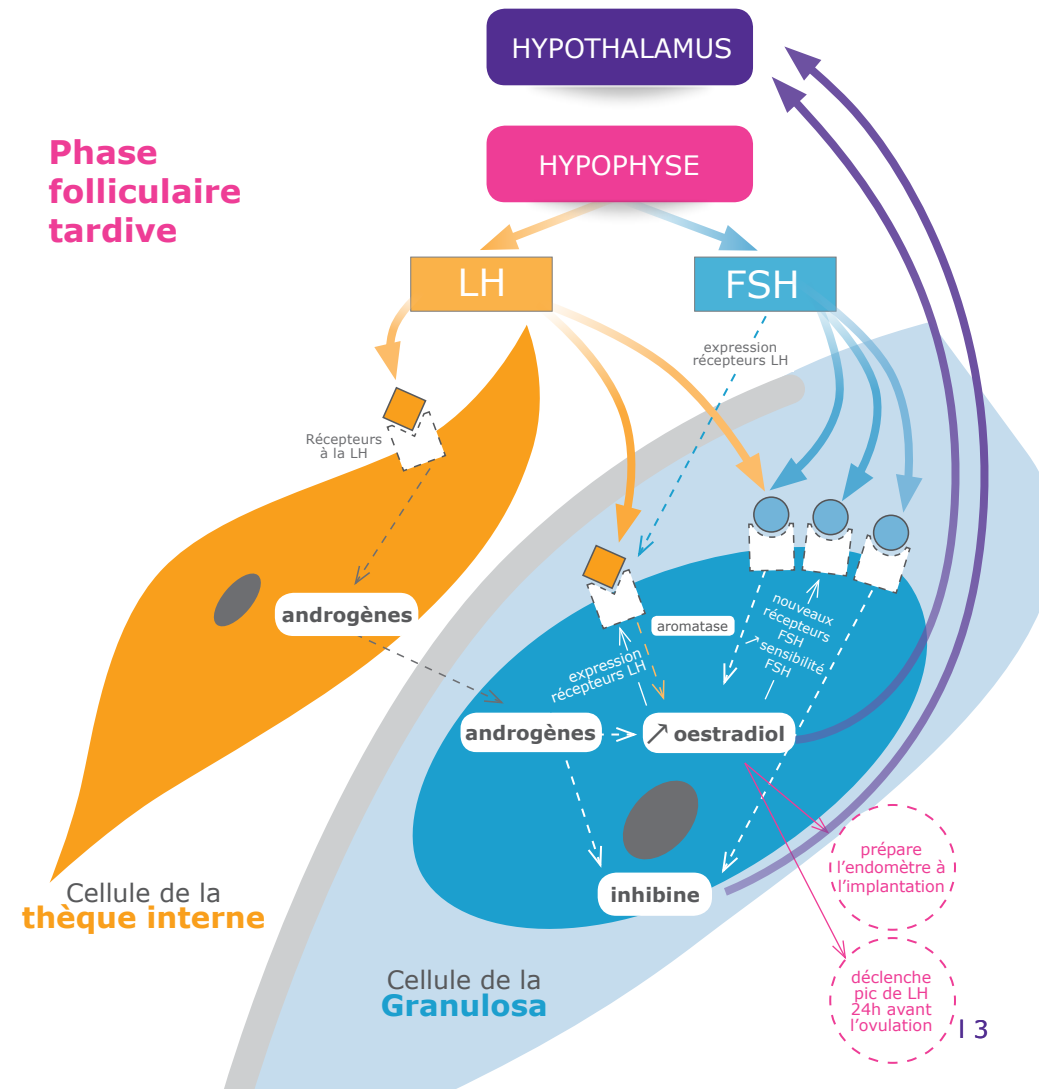 HYPOTHALAMUS
HYPOPHYSE
Phase
folliculaire
tardive
LH
FSH
expression
récepteurs LH
Récepteurs
à la LH
androgènes
aromatase
nouveaux
récepteurs
FSH
↗ sensibilité
FSH
expression
récepteurs LH
androgènes
↗ oestradiol
inhibine
prépare
l’endomètre à
l’implantation
Cellule de la
thèque interne
Cellule de la
Granulosa
déclenche
pic de LH
24h avant
l’ovulation
I 3